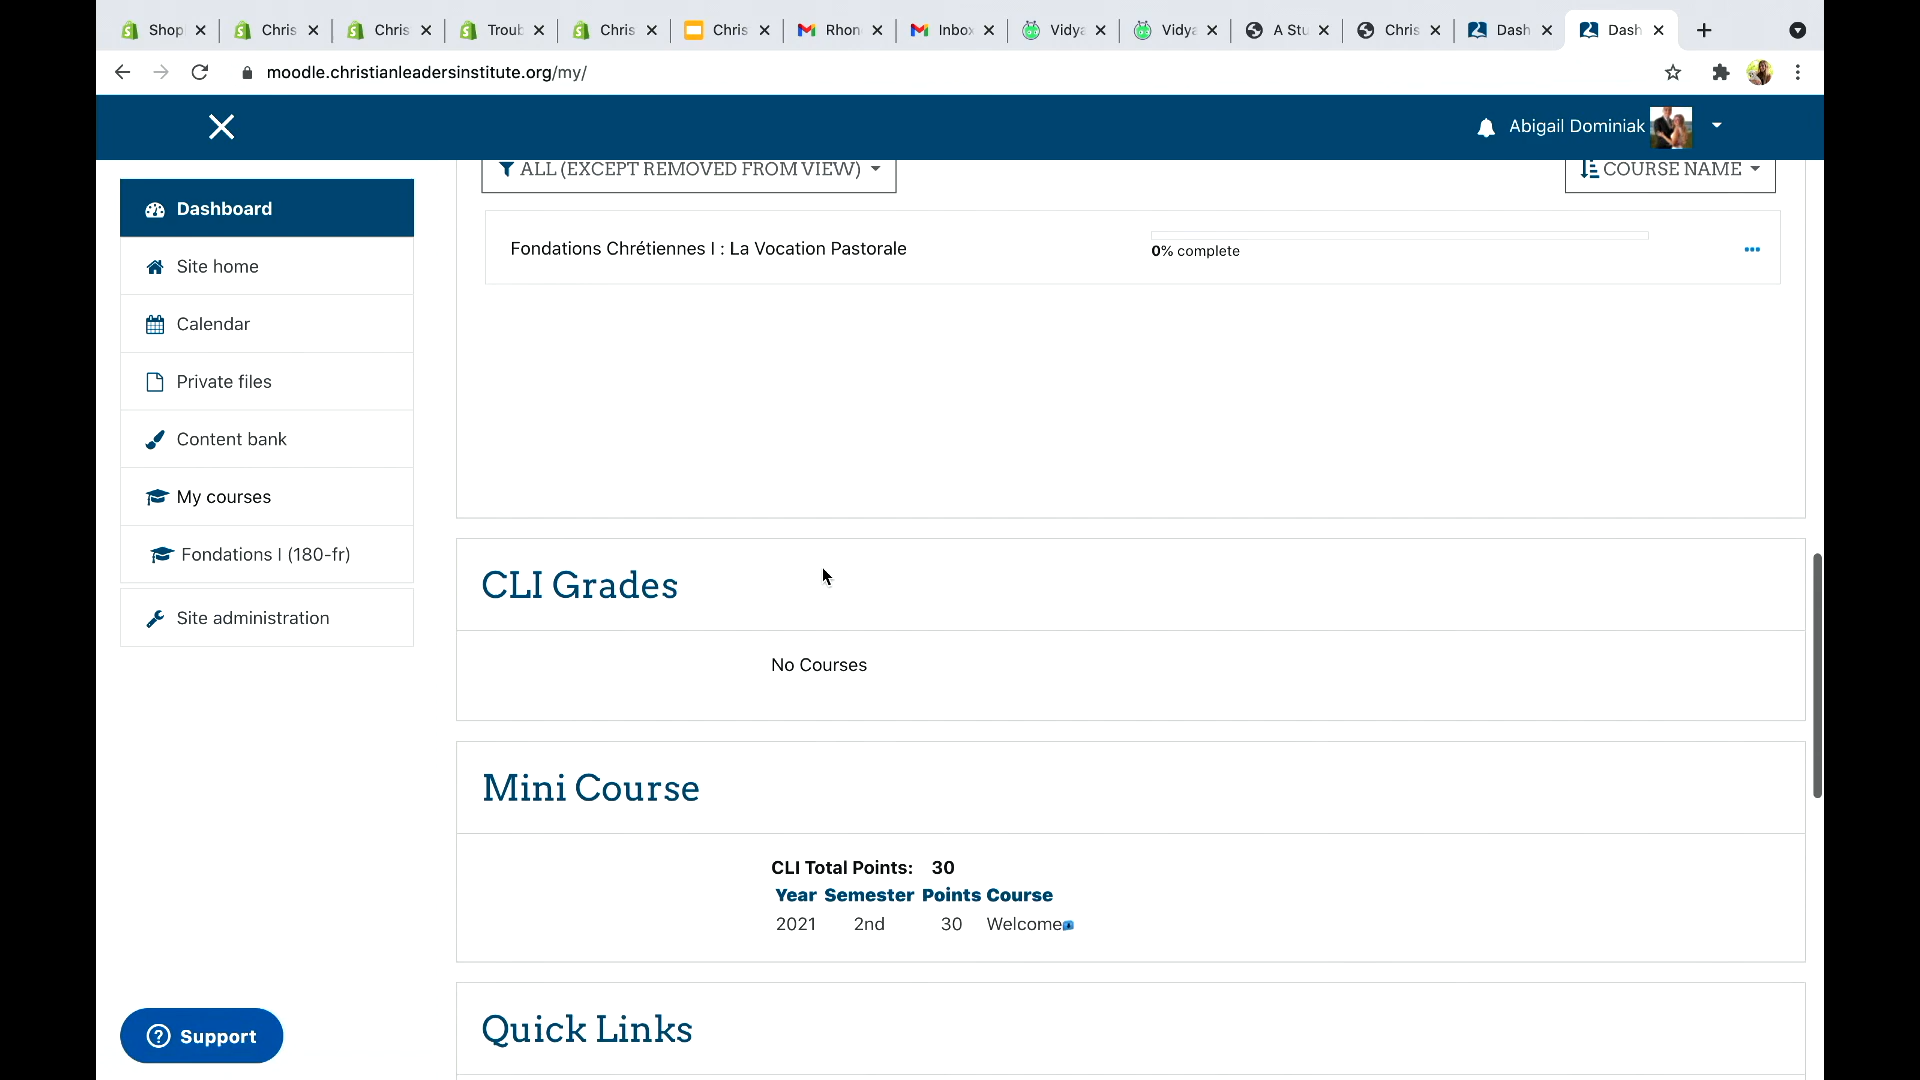 Shop
Chris
Chris
Troub
Chris
Chris
Rhon
Inbox
Vidya
Vidya
A Stu
Chris
Dash
Dash
moodle.christianleadersinstitute.org/my/
Abigail Dominiak
ALL (EXCEPT REMOVED FROM VIEW)
COURSE NAME
Dashboard
Site home
Calendar
Private files
Content bank
My courses
Fondations I (180-fr)
Site administration
Fondations Chrétiennes I : La Vocation Pastorale
0% complete
CLI Grades
No Courses
Mini Course
CLI Total Points: 30
Year Semester Points Course
2021 2nd 30 Welcome
Quick Links
Support